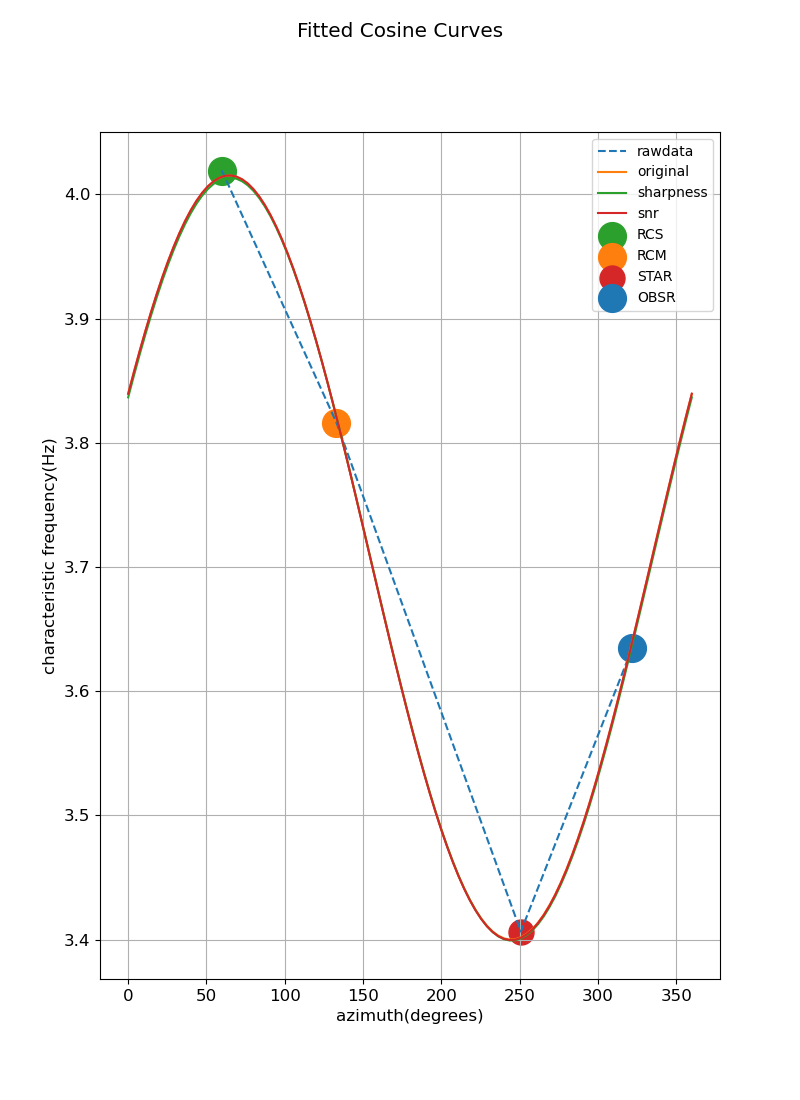 Fitted Cosine Curves
rawdata
original
sharpness
snr
RCS
RCM
STAR
OBSR
characteristic frequency(Hz)
4.0
3.9
3.8
3.7
3.6
3.5
3.4
0 50 100 150 200 250 300 350
azimuth(degrees)